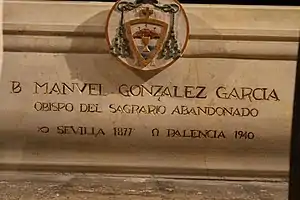 B MANVEL GONZALEZ GARCIA
OBISPO DEL SAGRARIO ABANDONADO
SEVILLA 1877 Ω PALENCIA 1940